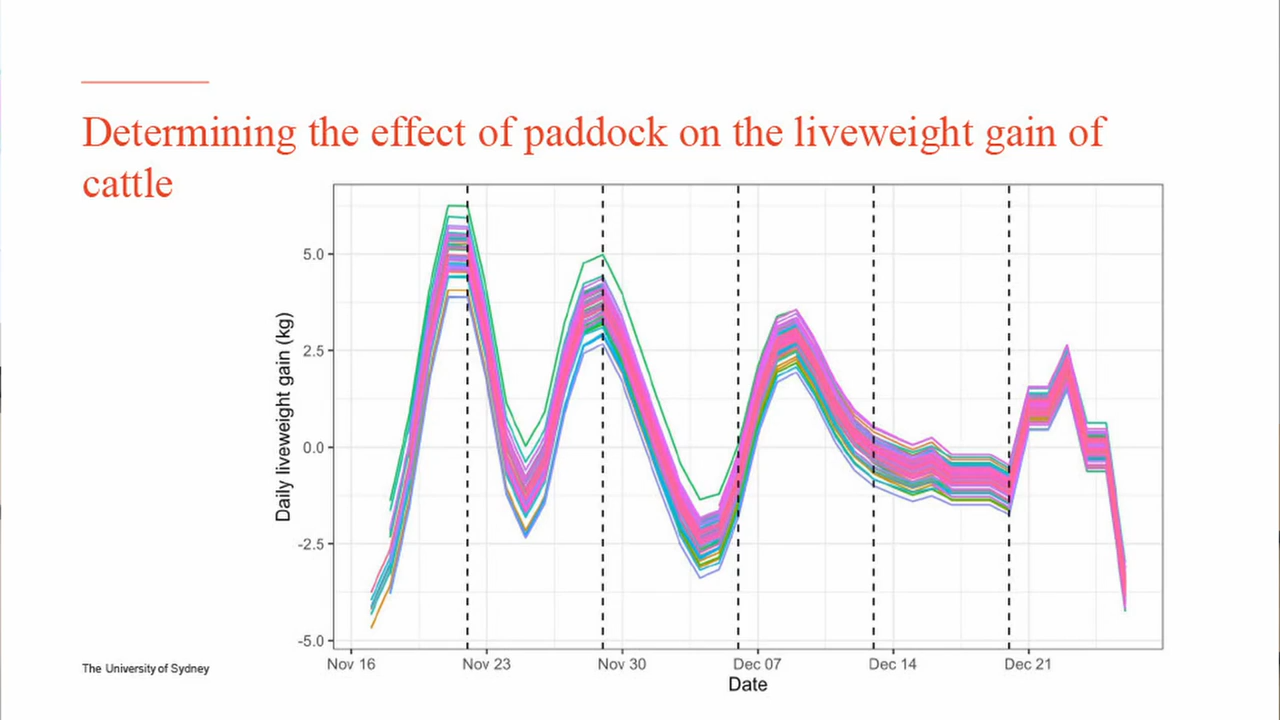 Determining the effect of paddock on the liveweight gain of
cattle
Daily liveweight gain (kg)
5.0
2.5
0.0
-2.5
-5.0
Nov 16 Nov 23 Nov 30 Dec 07 Dec 14 Dec 21
Date
The University of Sydney